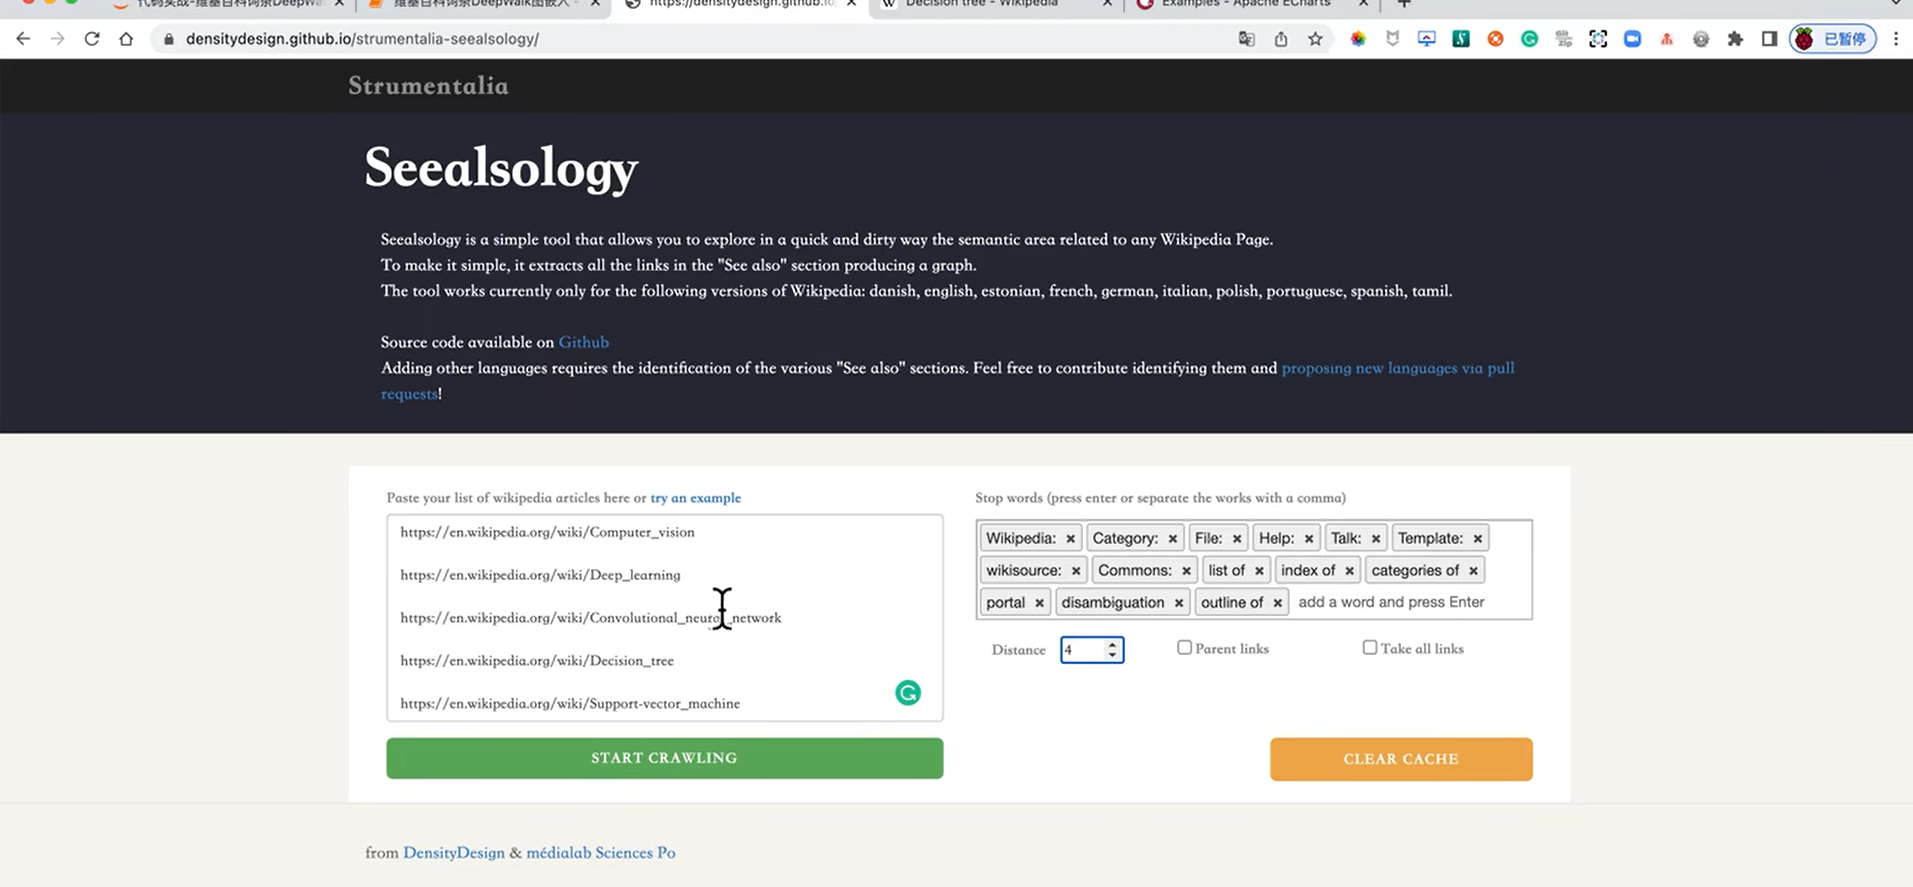 代码实战-维基百科词条DeepWal
维基百科词条DeepWalk图嵌入
https://densitydesign.github.io
Decision tree - Wikipedia
Examples - Apache ECharts
densitydesign.github.io/strumentalia-seealsology/
已暂停
Strumentalia
Seealsology
Seealsology is a simple tool that allows you to explore in a quick and dirty way the semantic area related to any Wikipedia Page.
To make it simple, it extracts all the links in the "See also" section producing a graph.
The tool works currently only for the following versions of Wikipedia: danish, english, estonian, french, german, italian, polish, portuguese, spanish, tamil.
Source code available on Github
Adding other languages requires the identification of the various "See also" sections. Feel free to contribute identifying them and proposing new languages via pull
requests!
Paste your list of wikipedia articles here or try an example
Stop words (press enter or separate the works with a comma)
https://en.wikipedia.org/wiki/Computer_vision
https://en.wikipedia.org/wiki/Deep_learning
https://en.wikipedia.org/wiki/Convolutional_neural_network
https://en.wikipedia.org/wiki/Decision_tree
https://en.wikipedia.org/wiki/Support-vector_machine
Wikipedia: × Category: × File: × Help: × Talk: × Template: ×
wikisource: × Commons: × list of × index of × categories of ×
portal × disambiguation × outline of × add a word and press Enter
Distance 4 Parent links Take all links
START CRAWLING
CLEAR CACHE
from DensityDesign & médialab Sciences Po